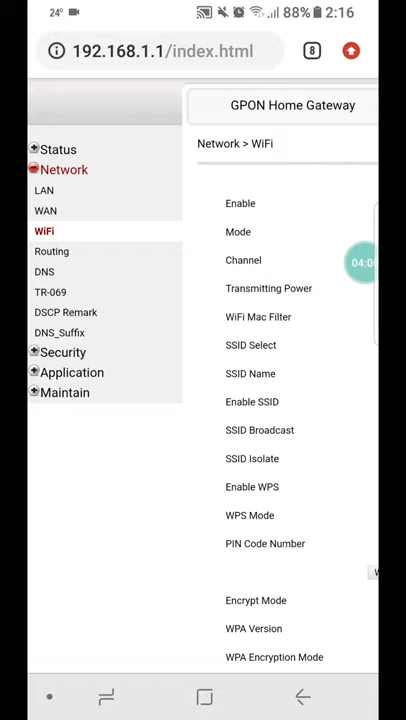 24° 88% 2:16
192.168.1.1/index.html 8
GPON Home Gateway
Status
Network
LAN
WAN
WiFi
Routing
DNS
TR-069
DSCP Remark
DNS_Suffix
Security
Application
Maintain
Network > WiFi
Enable
Mode
Channel
Transmitting Power
WiFi Mac Filter
SSID Select
SSID Name
Enable SSID
SSID Broadcast
SSID Isolate
Enable WPS
WPS Mode
PIN Code Number
Encrypt Mode
WPA Version
WPA Encryption Mode